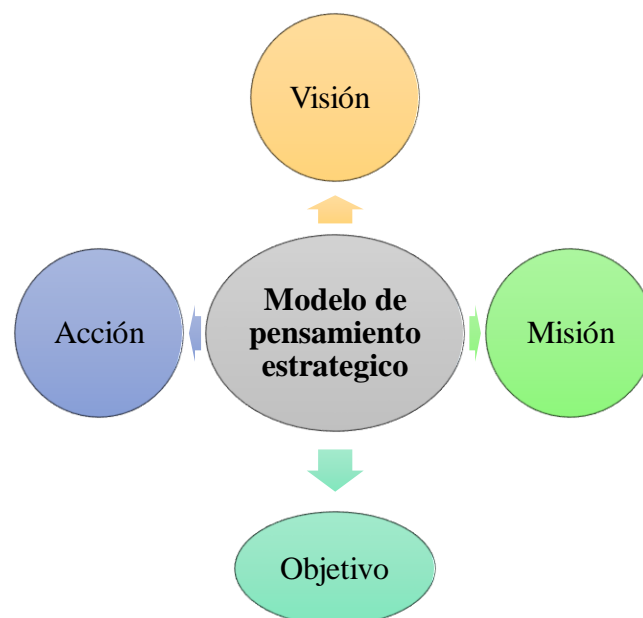 Visión
Acción
Modelo de
pensamiento
estrategico
Misión
Objetivo